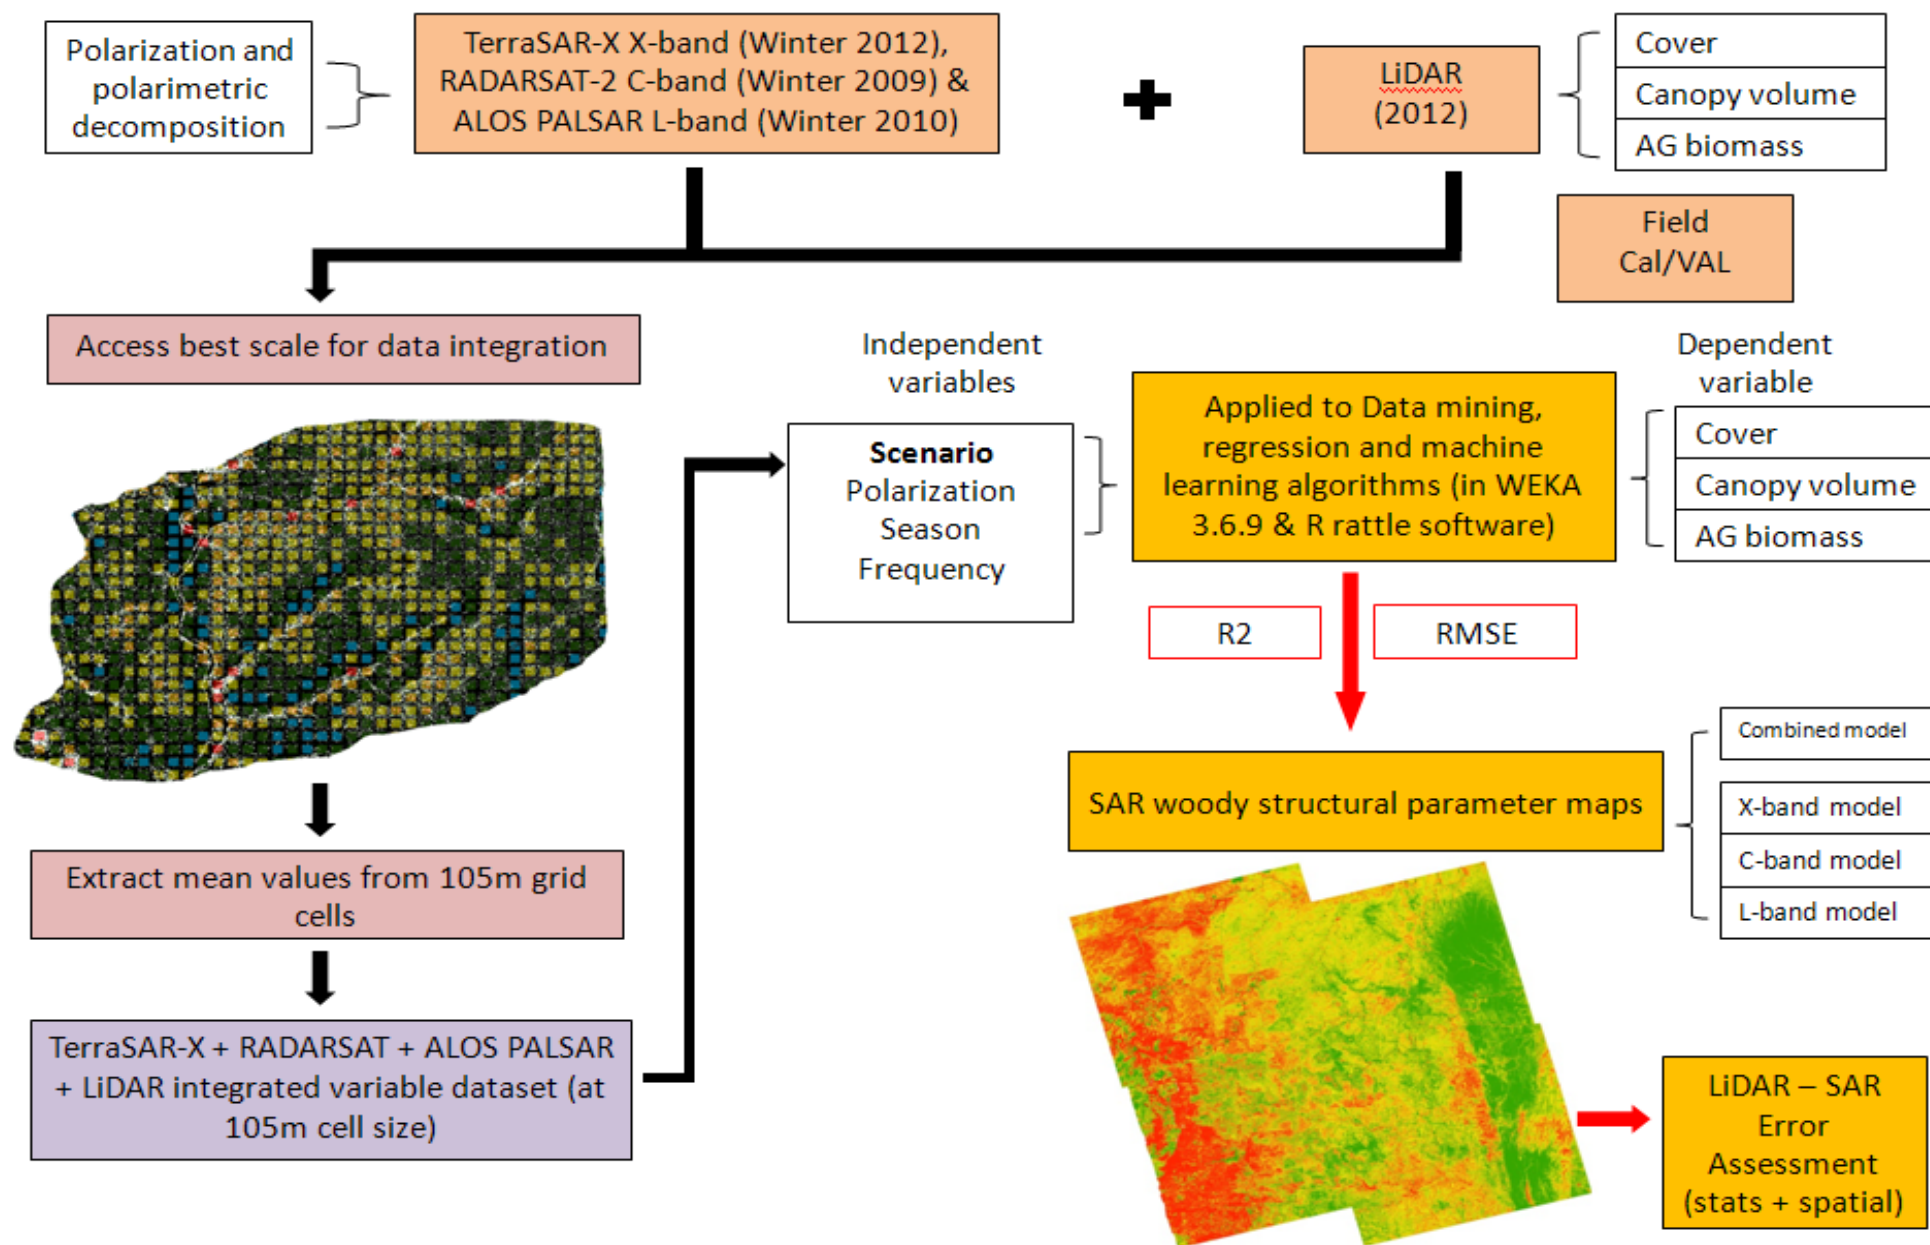 Polarization and
polarimetric
decomposition
TerraSAR-X X-band (Winter 2012),
RADARSAT-2 C-band (Winter 2009) &
ALOS PALSAR L-band (Winter 2010)
LiDAR
(2012)
Cover
Canopy volume
AG biomass
Field
Cal/VAL
Access best scale for data integration
Extract mean values from 105m grid
cells
TerraSAR-X + RADARSAT + ALOS PALSAR
+ LiDAR integrated variable dataset (at
105m cell size)
Independent
variables
Scenario
Polarization
Season
Frequency
Applied to Data mining,
regression and machine
learning algorithms (in WEKA
3.6.9 & R rattle software)
Dependent
variable
Cover
Canopy volume
AG biomass
R2
RMSE
SAR woody structural parameter maps
Combined model
X-band model
C-band model
L-band model
LiDAR – SAR
Error
Assessment
(stats + spatial)